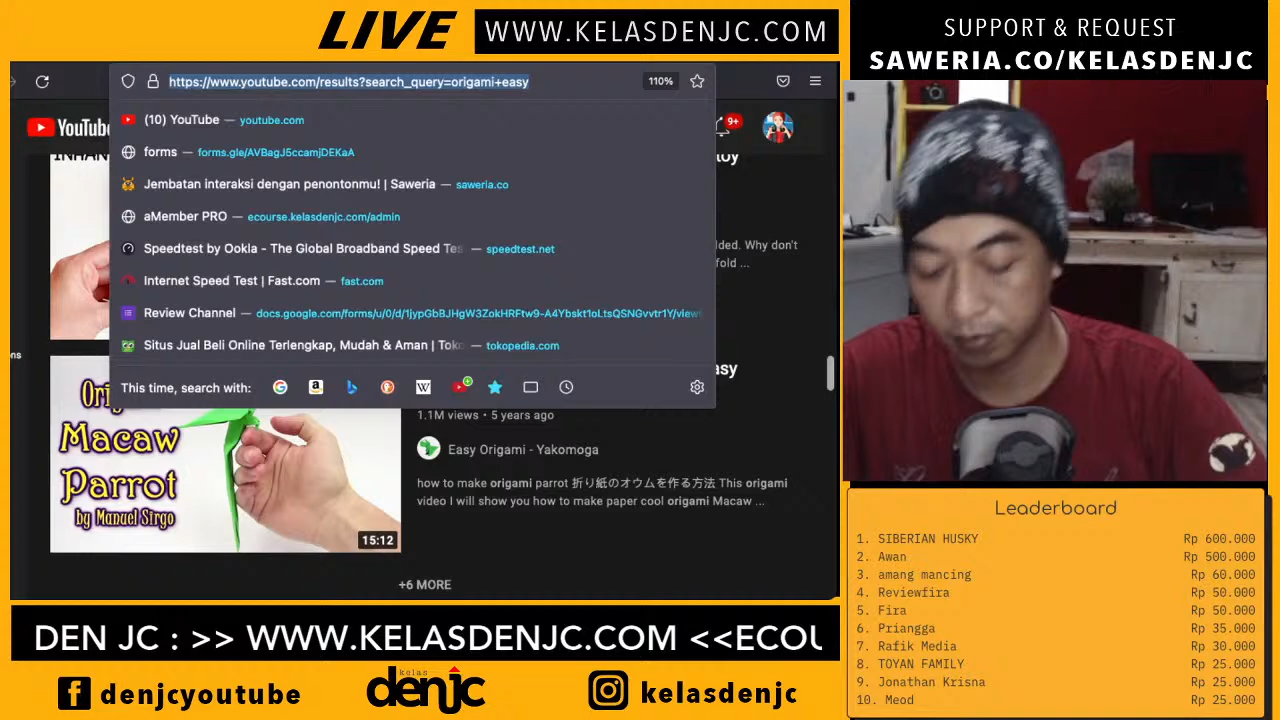 LIVE
WWW.KELASDENJC.COM
SUPPORT & REQUEST
SAWERIA.CO/KELASDENJC
https://www.youtube.com/results?search_query=origami+easy
110%
YouTube
(10) YouTube — youtube.com
9+
forms — forms.gle/AVBagJ5ccamjDEKaA
Jembatan interaksi dengan penontonmu! | Saweria — saweria.co
aMember PRO — ecourse.kelasdenjc.com/admin
Speedtest by Ookla - The Global Broadband Speed Tes — speedtest.net
ded. Why don't
fold ...
Internet Speed Test | Fast.com — fast.com
Review Channel — docs.google.com/forms/u/0/d/1jypGbBJHgW3ZokHRFtw9-A4Ybskt1oLtsQSNGvvtr1Y/view
Situs Jual Beli Online Terlengkap, Mudah & Aman | Tok — tokopedia.com
ons
asy
This time, search with:
W
Macaw
Parrot
by Manuel Sirgo
15:12
1.1M views • 5 years ago
Easy Origami - Yakomoga
how to make origami parrot 折り紙のオウムを作る方法 This origami
video I will show you how to make paper cool origami Macaw ...
+6 MORE
Leaderboard
1. SIBERIAN HUSKY Rp 600.000
2. Awan Rp 500.000
3. amang mancing Rp 60.000
4. Reviewfira Rp 50.000
5. Fira Rp 50.000
6. Priangga Rp 35.000
7. Rafik Media Rp 30.000
8. TOYAN FAMILY Rp 25.000
9. Jonathan Krisna Rp 25.000
10. Meod Rp 25.000
DEN JC : >> WWW.KELASDENJC.COM <<ECOU
denjcyoutube
kelas
denjc
kelasdenjc